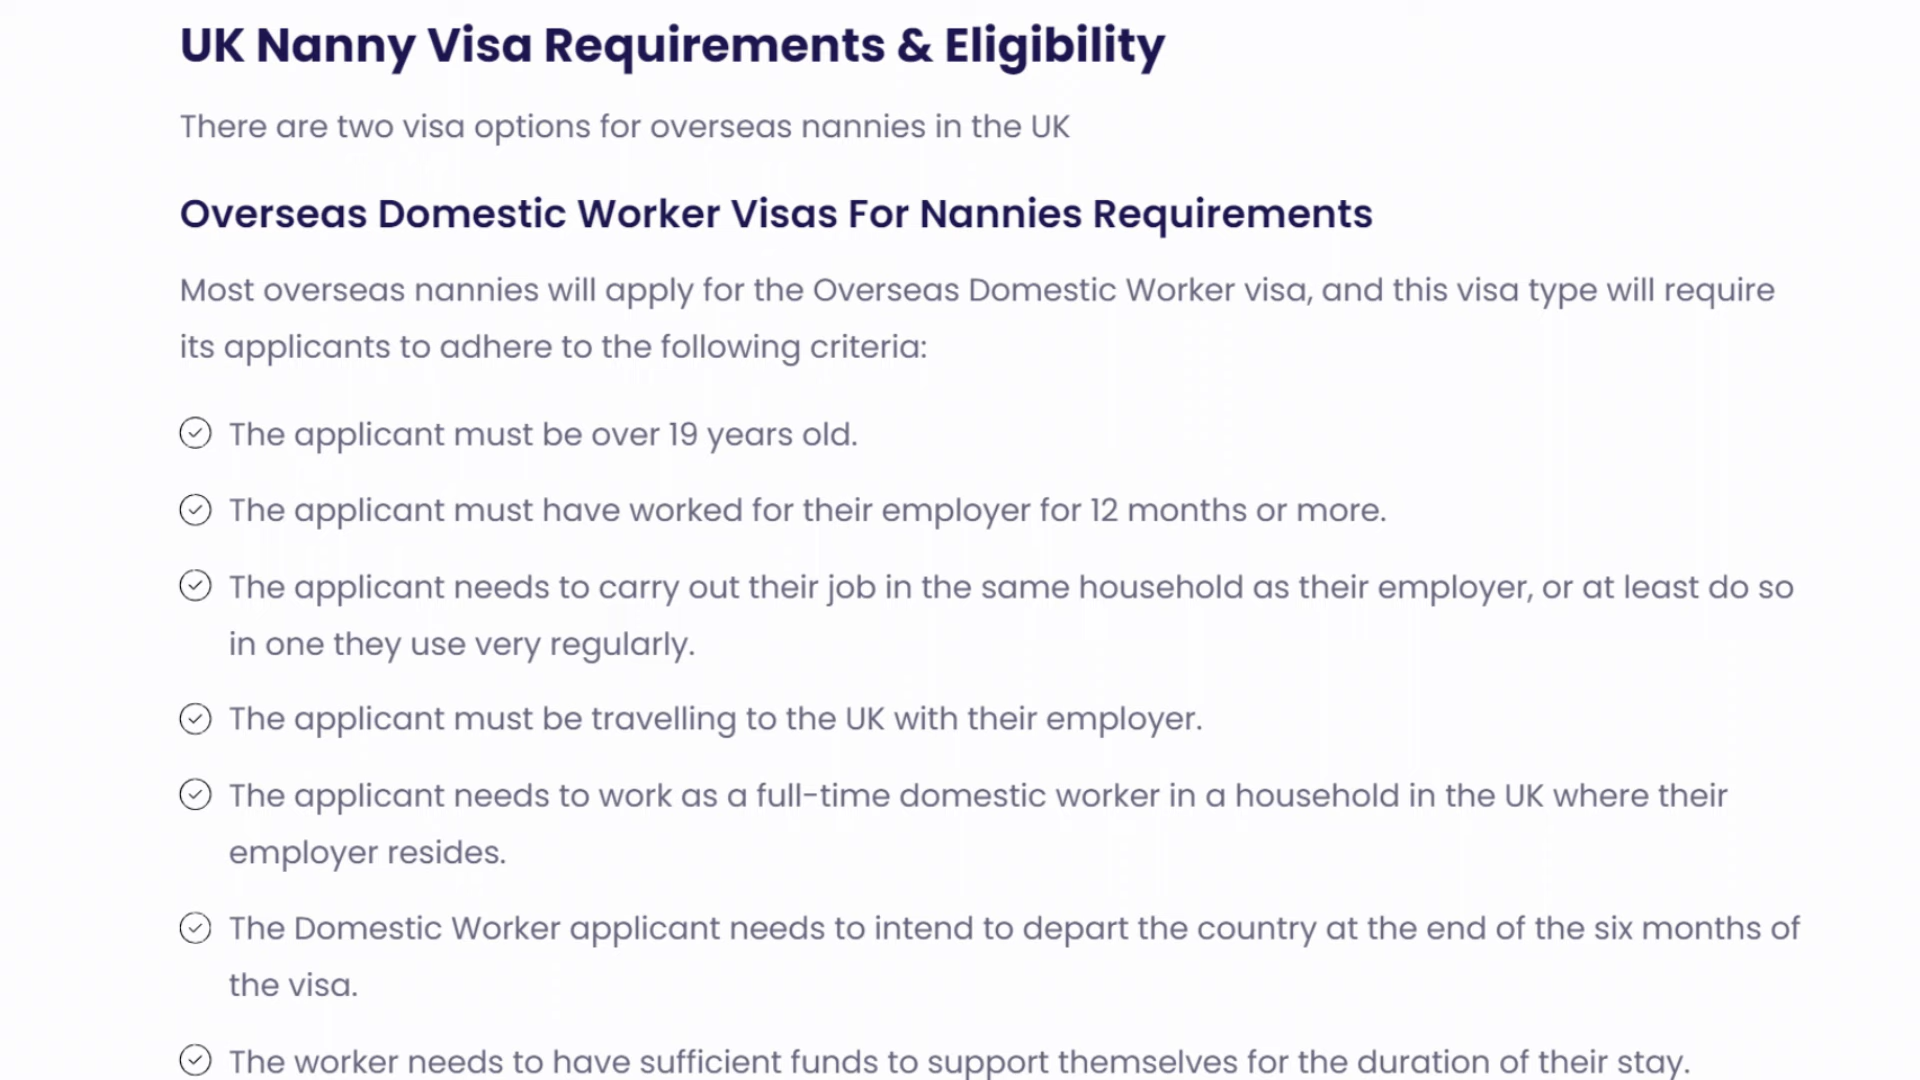 UK Nanny Visa Requirements & Eligibility
There are two visa options for overseas nannies in the UK
Overseas Domestic Worker Visas For Nannies Requirements
Most overseas nannies will apply for the Overseas Domestic Worker visa, and this visa type will require
its applicants to adhere to the following criteria:
The applicant must be over 19 years old.
The applicant must have worked for their employer for 12 months or more.
The applicant needs to carry out their job in the same household as their employer, or at least do so
in one they use very regularly.
The applicant must be travelling to the UK with their employer.
The applicant needs to work as a full-time domestic worker in a household in the UK where their
employer resides.
The Domestic Worker applicant needs to intend to depart the country at the end of the six months of
the visa.
The worker needs to have sufficient funds to support themselves for the duration of their stay.